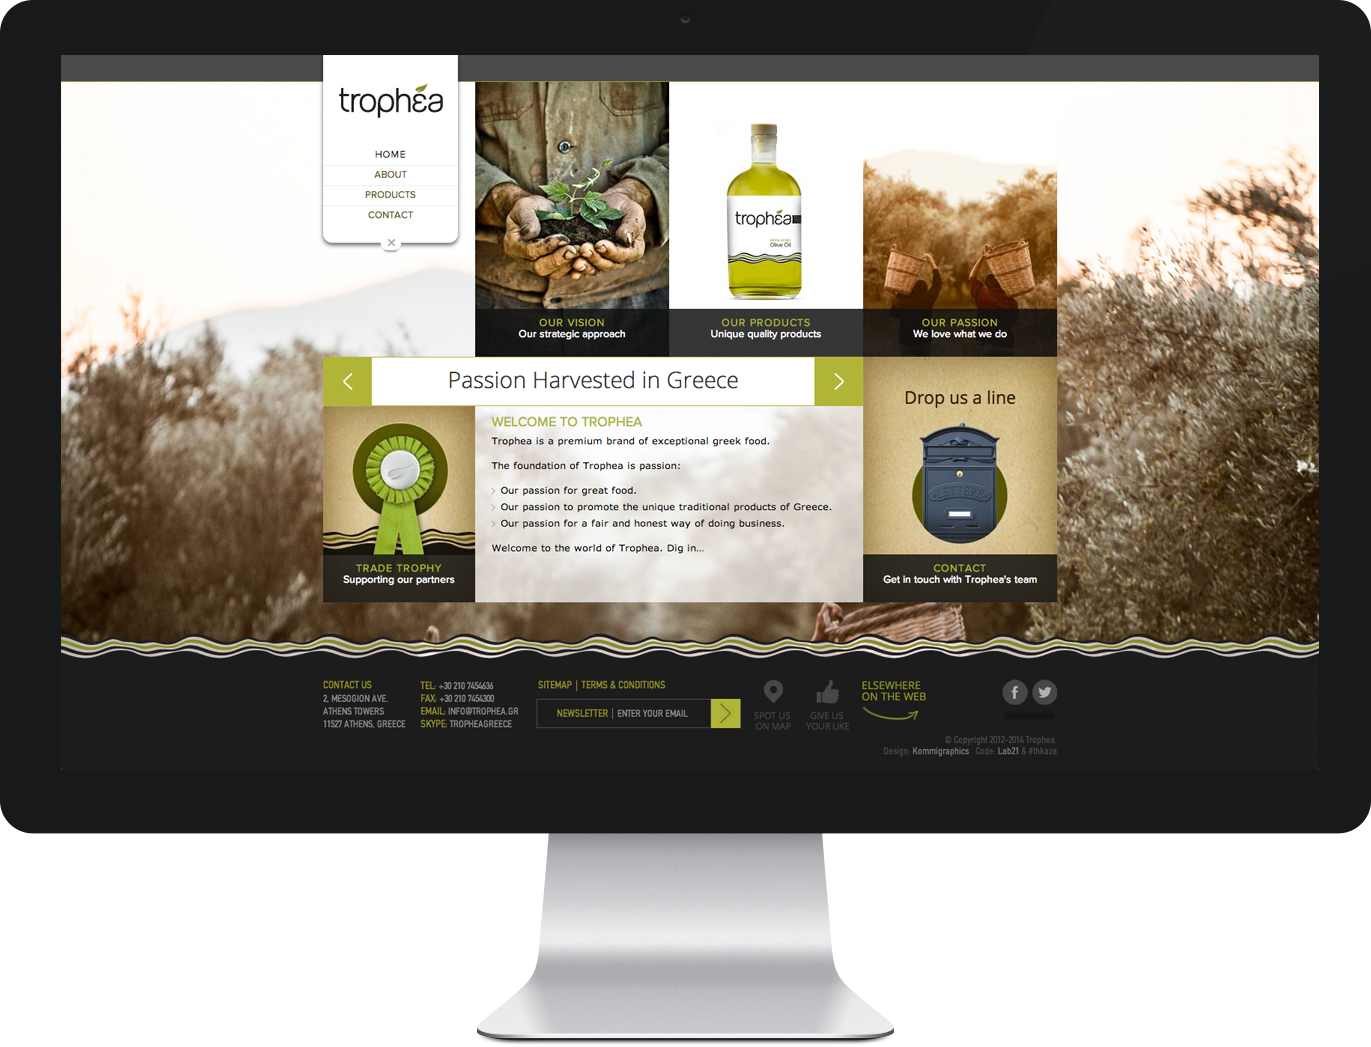 trophεa
HOME
ABOUT
PRODUCTS
CONTACT
trophεa
Olive Oil
OUR VISION
Our strategic approach
OUR PRODUCTS
Unique quality products
OUR PASSION
We love what we do
Passion Harvested in Greece
WELCOME TO TROPHEA
Trophea is a premium brand of exceptional greek food.
The foundation of Trophea is passion:
Our passion for great food.
Our passion to promote the unique traditional products of Greece.
Our passion for a fair and honest way of doing business.
Welcome to the world of Trophea. Dig in...
TRADE TROPHY
Supporting our partners
Drop us a line
LETTERE
CONTACT
Get in touch with Trophea's team
CONTACT US
2, MESOGION AVE.
ATHENS TOWERS
11527 ATHENS, GREECE
TEL: +30 210 7454636
FAX: +30 210 7454300
EMAIL: INFO@TROPHEA.GR
SKYPE: TROPHEAGREECE
SITEMAP | TERMS & CONDITIONS
NEWSLETTER | ENTER YOUR EMAIL
SPOT US
ON MAP
GIVE US
YOUR LIKE
ELSEWHERE
ON THE WEB
© Copyright 2012-2014 Trophea.
Design: Kommigraphics Code: Lab21 & #thkaza